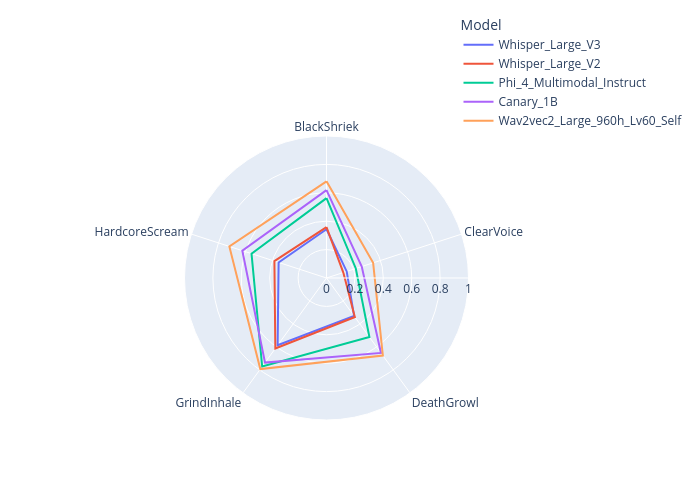 Model
Whisper_Large_V3
Whisper_Large_V2
Phi_4_Multimodal_Instruct
Canary_1B
Wav2vec2_Large_960h_Lv60_Self
BlackShriek
HardcoreScream
ClearVoice
0 0.2 0.4 0.6 0.8 1
GrindInhale
DeathGrowl